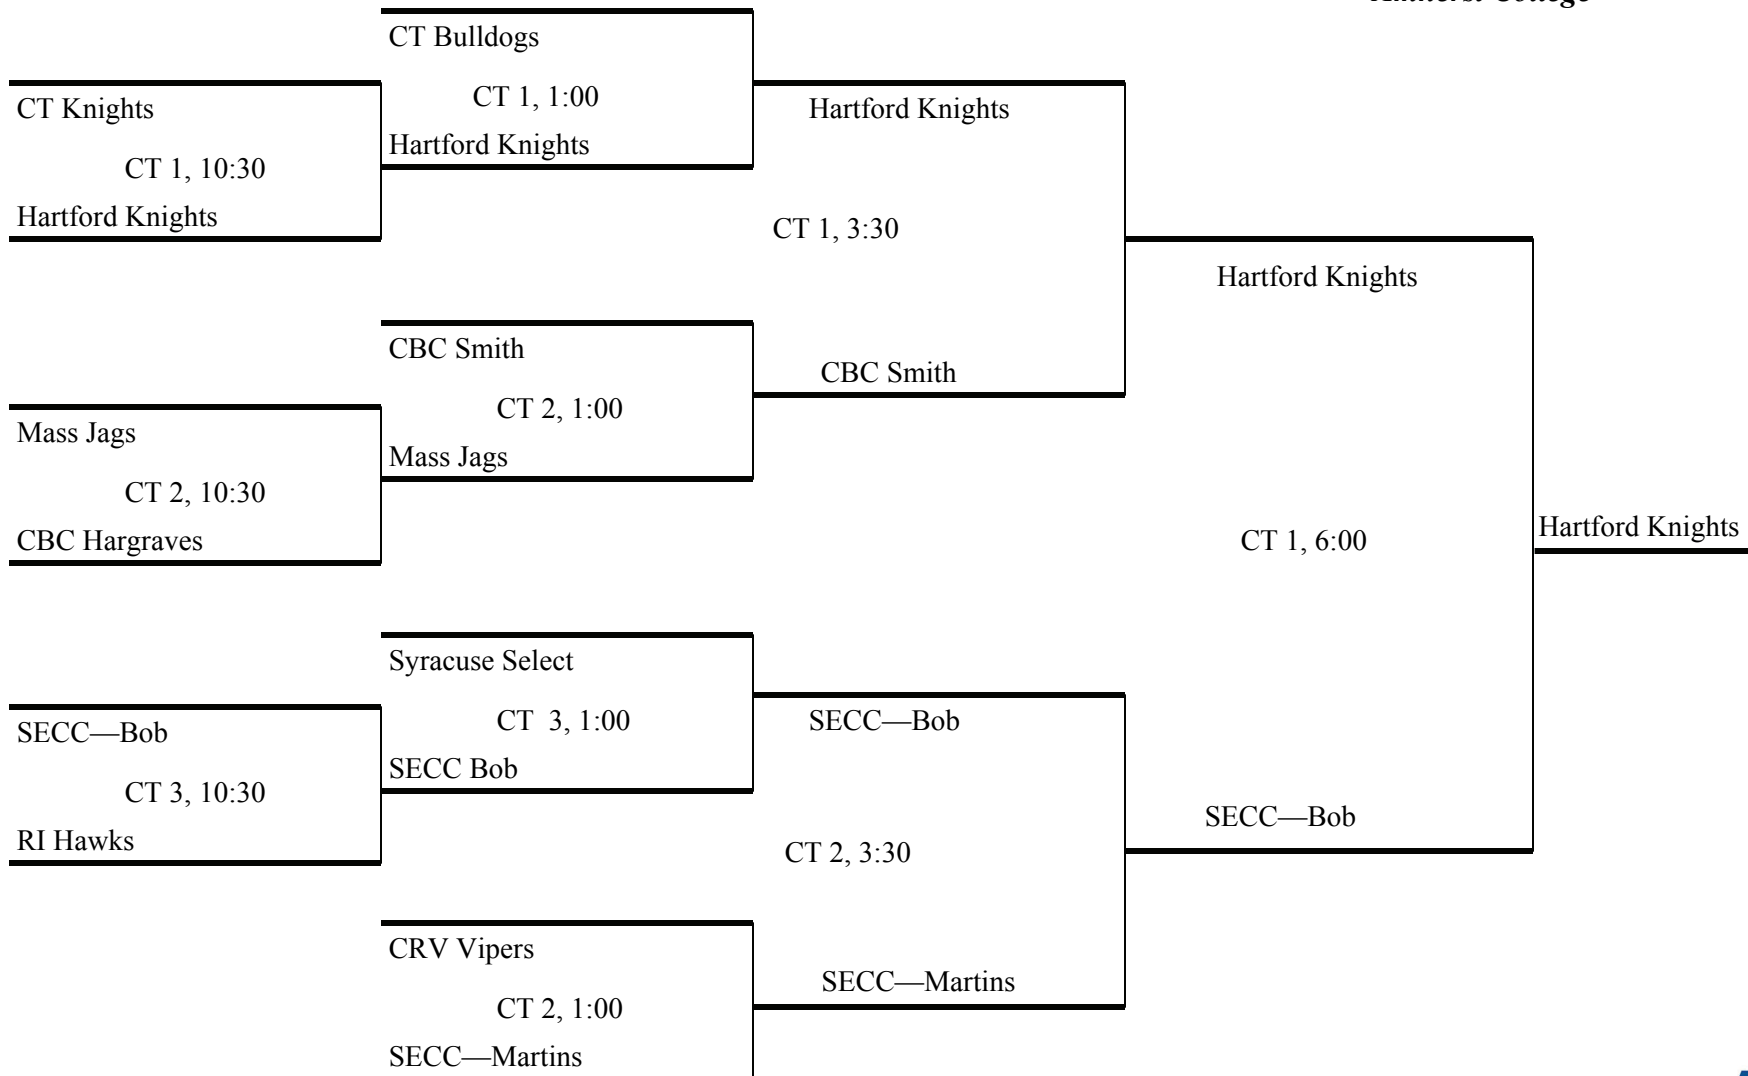 Amherst College
CT Bulldogs
CT 1, 1:00
Hartford Knights
CT Knights
CT 1, 10:30
Hartford Knights
Hartford Knights
CT 1, 3:30
CBC Smith
Hartford Knights
CBC Smith
CT 2, 1:00
Mass Jags
Mass Jags
CT 2, 10:30
CBC Hargraves
CT 1, 6:00
Hartford Knights
Syracuse Select
CT 3, 1:00
SECC Bob
SECC—Bob
CT 3, 10:30
RI Hawks
SECC—Bob
CT 2, 3:30
SECC—Martins
SECC—Bob
CRV Vipers
CT 2, 1:00
SECC—Martins